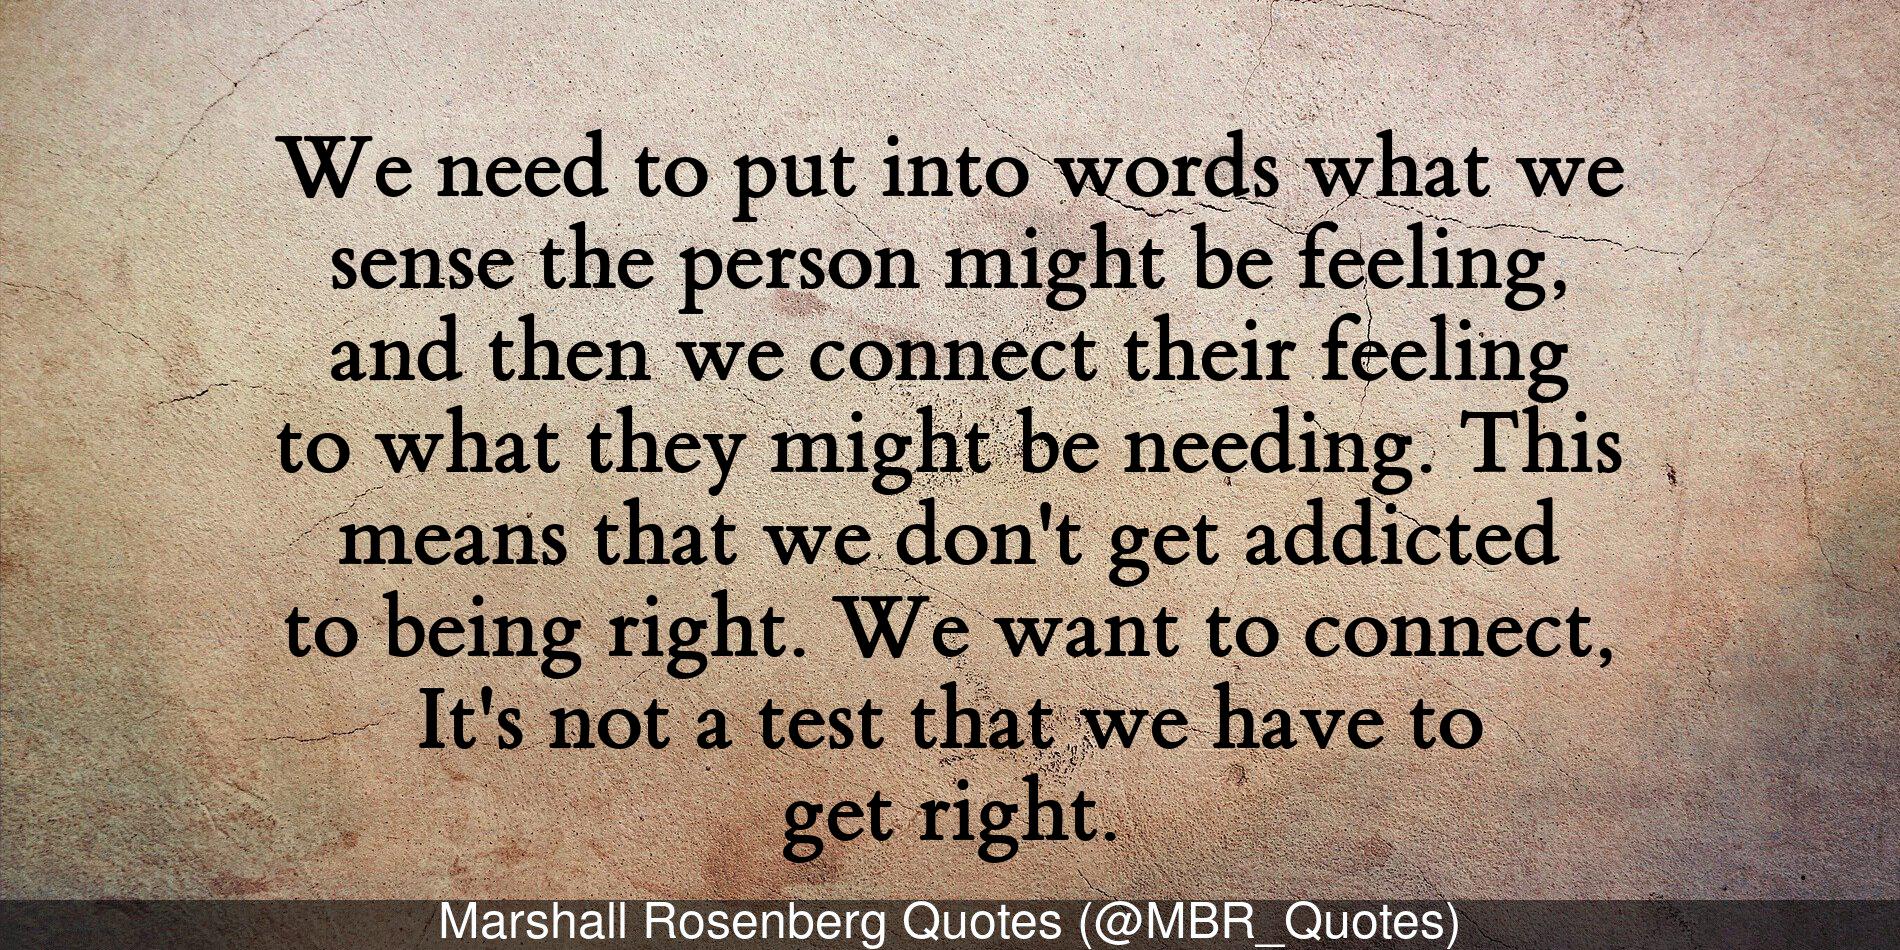 We need to put into words what we
sense the person might be feeling,
and then we connect their feeling
to what they might be needing. This
means that we don't get addicted
to being right. We want to connect,
It's not a test that we have to
get right.
Marshall Rosenberg Quotes (@MBR_Quotes)